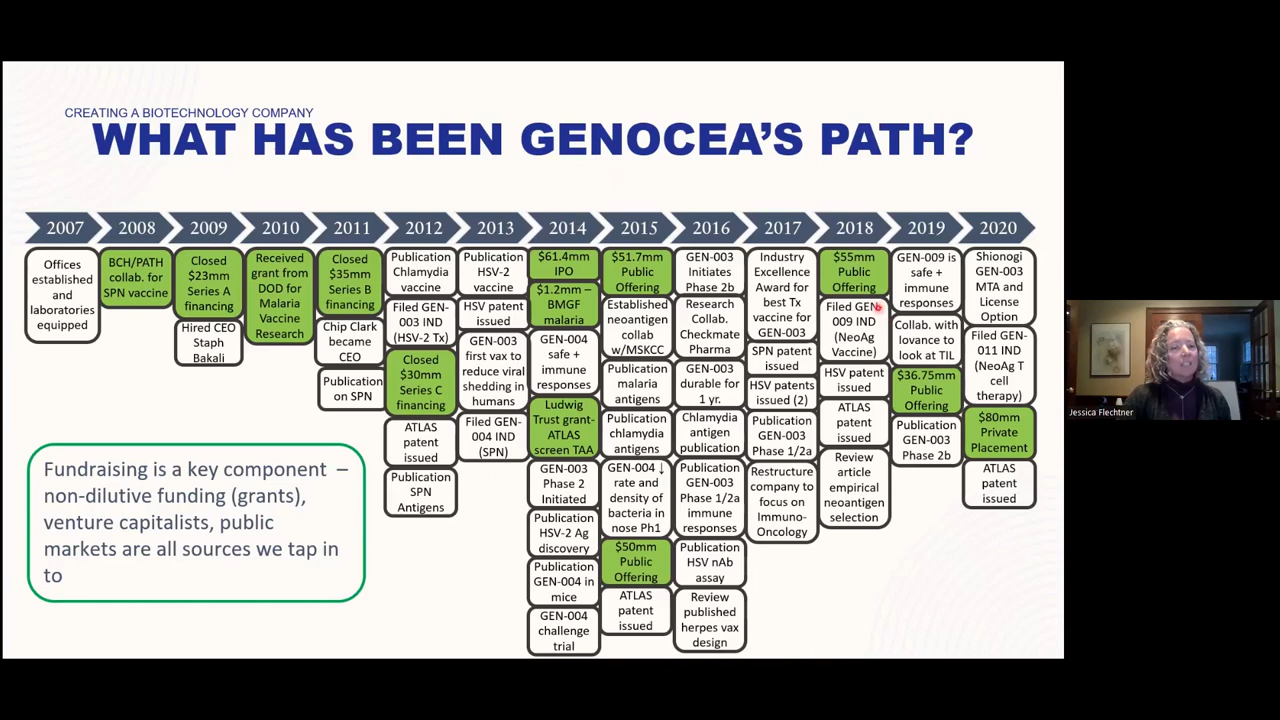 CREATING A BIOTECHNOLOGY COMPANY
WHAT HAS BEEN GENOCEA'S PATH?
2007
Offices
established
and
laboratories
equipped
2008
BCH/PATH
collab. for
SPN vaccine
2009
Closed
$23mm
Series A
financing
Hired CEO
Staph
Bakali
2010
Received
grant from
DOD for
Malaria
Vaccine
Research
2011
Closed
$35mm
Series B
financing
Chip Clark
became
CEO
Publication
on SPN
2012
Publication
Chlamydia
vaccine
Filed GEN-
003 IND
(HSV-2 Tx)
Closed
$30mm
Series C
financing
ATLAS
patent
issued
Publication
SPN
Antigens
2013
Publication
HSV-2
vaccine
HSV patent
issued
GEN-003
first vax to
reduce viral
shedding in
humans
Filed GEN-
004 IND
(SPN)
2014
$61.4mm
IPO
$1.2mm –
BMGF
malaria
GEN-004
safe +
immune
responses
Ludwig
Trust grant-
ATLAS
screen TAA
GEN-003
Phase 2
Initiated
Publication
HSV-2 Ag
discovery
Publication
GEN-004 in
mice
GEN-004
challenge
trial
2015
$51.7mm
Public
Offering
Established
neoantigen
collab
w/MSKCC
Publication
malaria
antigens
Publication
chlamydia
antigens
GEN-004 ↓
rate and
density of
bacteria in
nose Ph1
$50mm
Public
Offering
ATLAS
patent
issued
2016
GEN-003
Initiates
Phase 2b
Research
Collab.
Checkmate
Pharma
GEN-003
durable for
1 yr.
Chlamydia
antigen
publication
Publication
GEN-003
Phase 1/2a
immune
responses
Publication
HSV nAb
assay
Review
published
herpes vax
design
2017
Industry
Excellence
Award for
best Tx
vaccine for
GEN-003
SPN patent
issued
HSV patents
issued (2)
Publication
GEN-003
Phase 1/2a
Restructure
company to
focus on
Immuno-
Oncology
2018
$55mm
Public
Offering
Filed GEN-
009 IND
(NeoAg
Vaccine)
HSV patent
issued
ATLAS
patent
issued
Review
article
empirical
neoantigen
selection
2019
GEN-009 is
safe +
immune
responses
Collab. with
Iovance to
look at TIL
$36.75mm
Public
Offering
Publication
GEN-003
Phase 2b
2020
Shionogi
GEN-003
MTA and
License
Option
Filed GEN-
011 IND
(NeoAg T
cell
therapy)
$80mm
Private
Placement
ATLAS
patent
issued
Fundraising is a key component –
non-dilutive funding (grants),
venture capitalists, public
markets are all sources we tap in
to
Jessica Flechtner